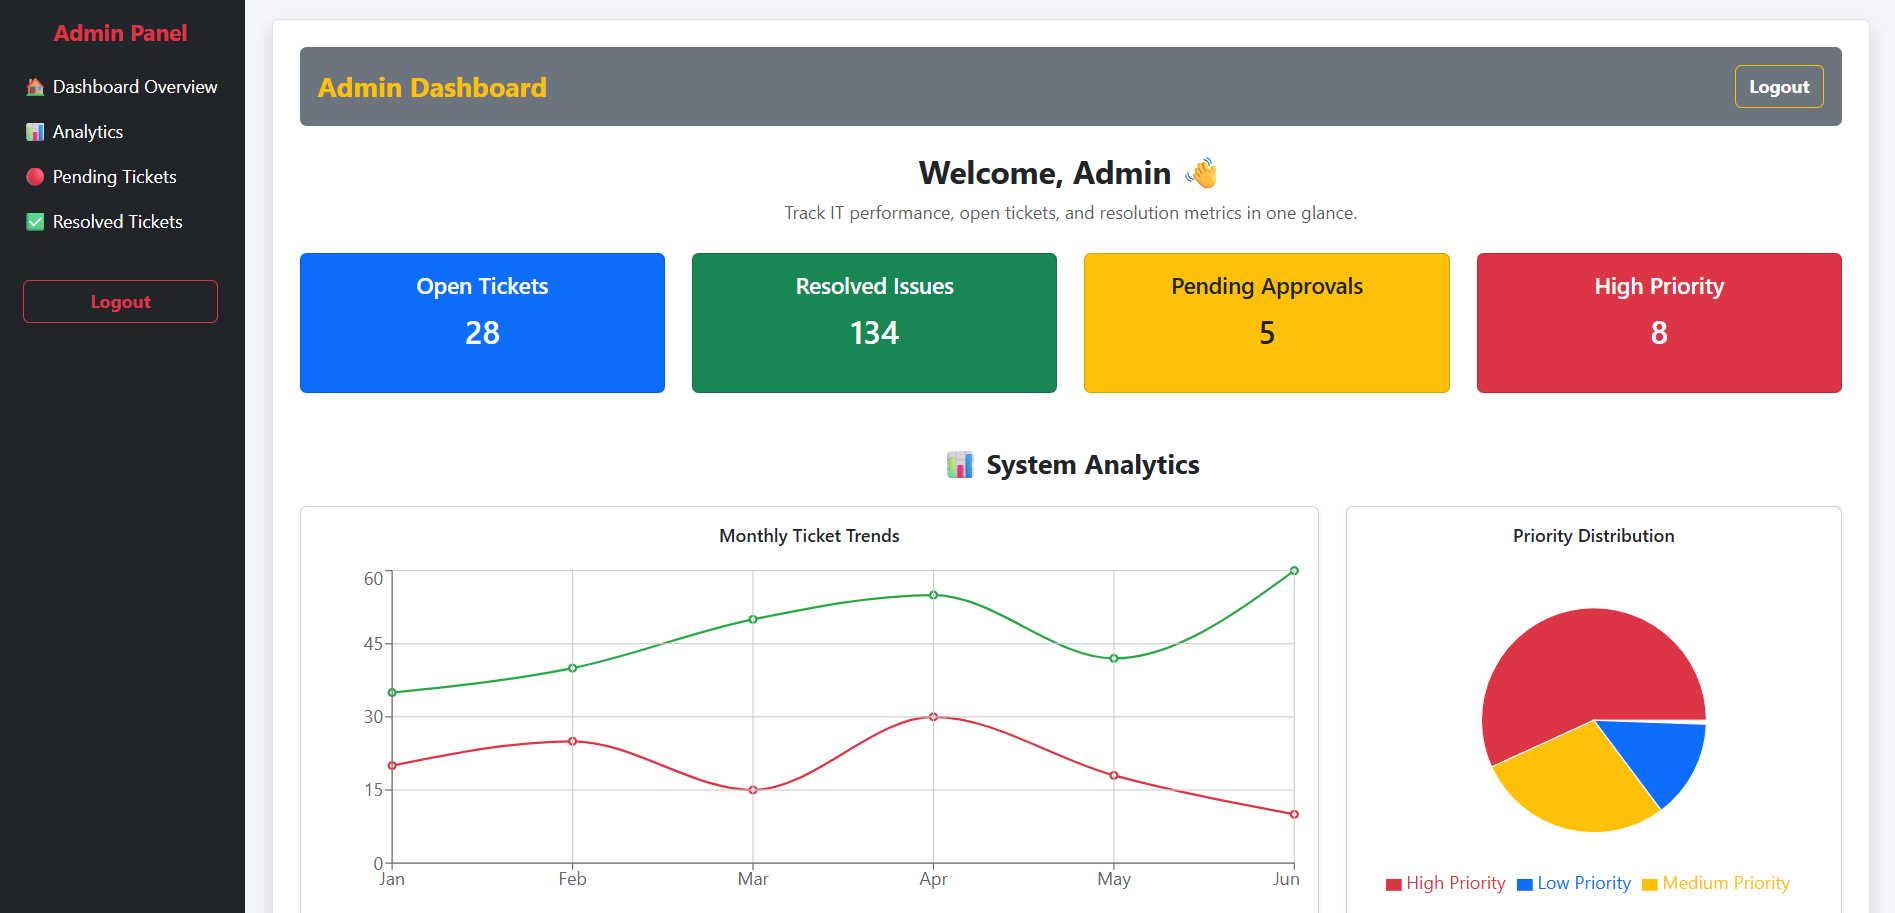 Admin Panel
Dashboard Overview
Analytics
Pending Tickets
Resolved Tickets
Logout
Admin Dashboard
Logout
Welcome, Admin 👋
Track IT performance, open tickets, and resolution metrics in one glance.
Open Tickets
28
Resolved Issues
134
Pending Approvals
5
High Priority
8
📊 System Analytics
Monthly Ticket Trends
60
45
30
15
0
Jan Feb Mar Apr May Jun
Priority Distribution
High Priority Low Priority Medium Priority